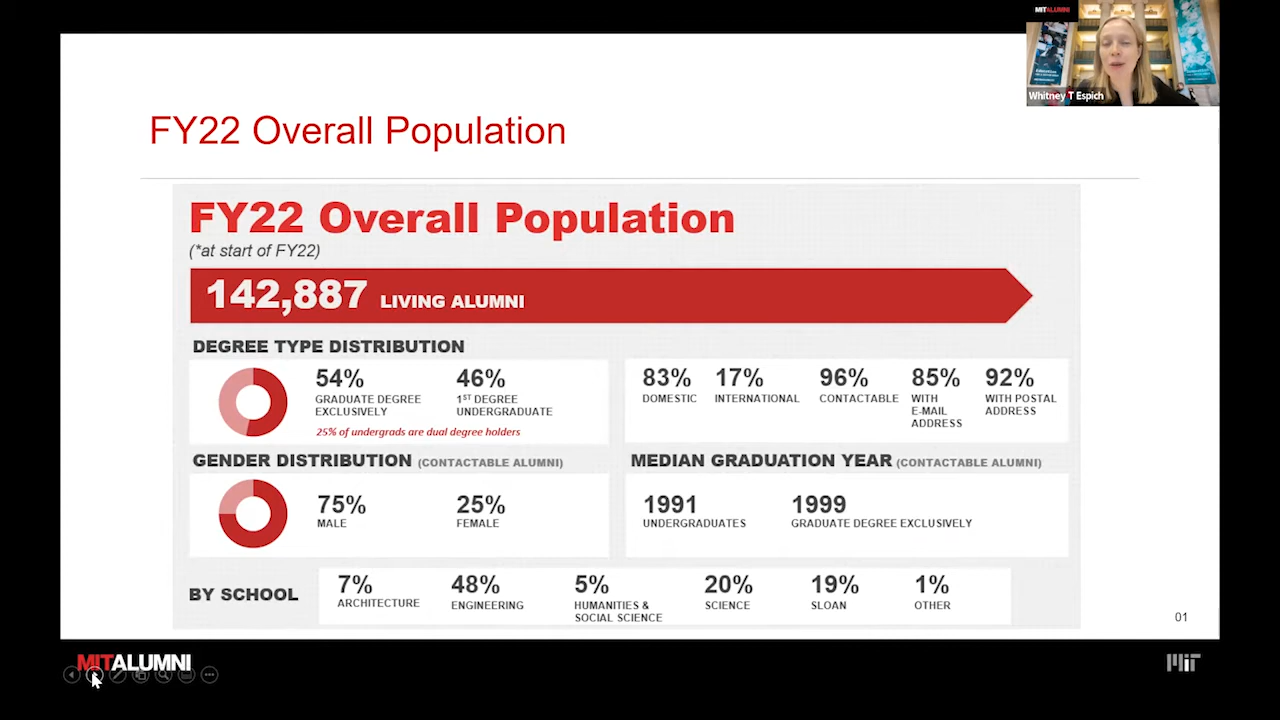 MITALUMNI
Whitney T Espich
FY22 Overall Population
FY22 Overall Population
(*at start of FY22)
142,887 LIVING ALUMNI
DEGREE TYPE DISTRIBUTION
54%
GRADUATE DEGREE
EXCLUSIVELY
46%
1ST DEGREE
UNDERGRADUATE
25% of undergrads are dual degree holders
83%
DOMESTIC
17%
INTERNATIONAL
96%
CONTACTABLE
85%
WITH
E-MAIL
ADDRESS
92%
WITH POSTAL
ADDRESS
GENDER DISTRIBUTION (CONTACTABLE ALUMNI)
75%
MALE
25%
FEMALE
MEDIAN GRADUATION YEAR (CONTACTABLE ALUMNI)
1991
UNDERGRADUATES
1999
GRADUATE DEGREE EXCLUSIVELY
BY SCHOOL
7%
ARCHITECTURE
48%
ENGINEERING
5%
HUMANITIES &
SOCIAL SCIENCE
20%
SCIENCE
19%
SLOAN
1%
OTHER
01
MITALUMNI
MIT